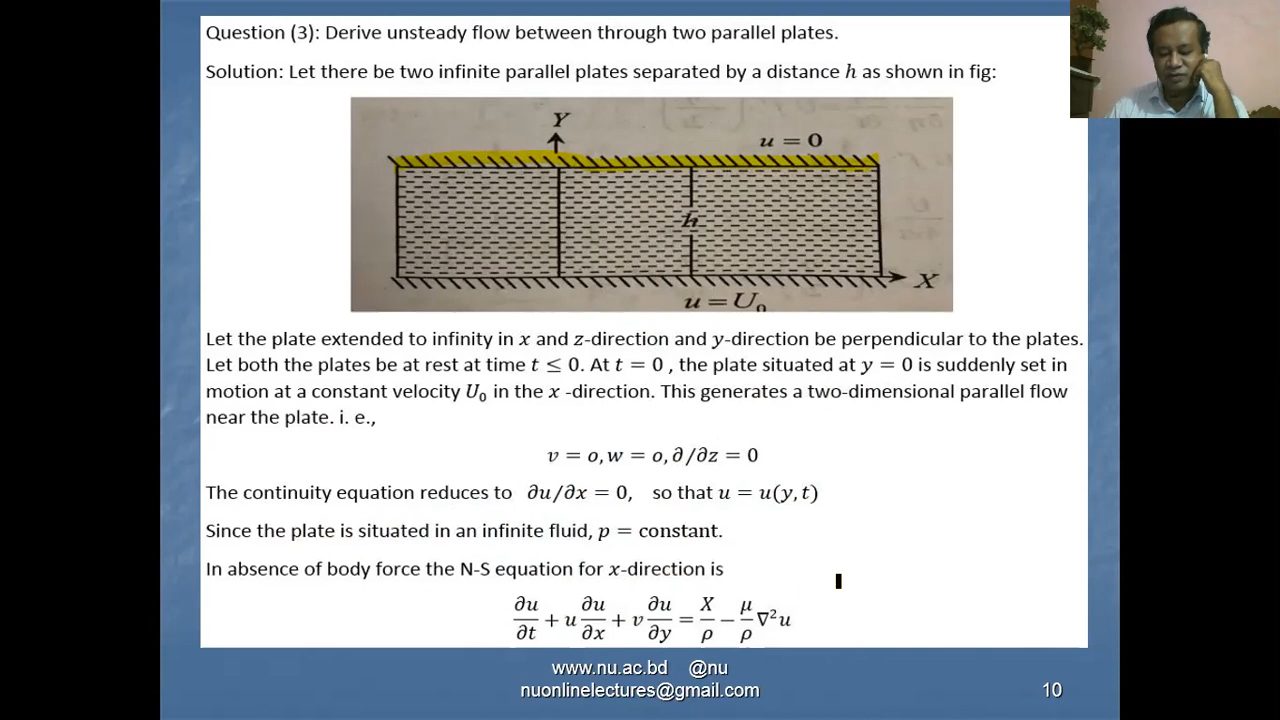 Question (3): Derive unsteady flow between through two parallel plates.
Solution: Let there be two infinite parallel plates separated by a distance h as shown in fig:
Y
u = 0
h
X
u = U₀
Let the plate extended to infinity in x and z-direction and y-direction be perpendicular to the plates.
Let both the plates be at rest at time t ≤ 0. At t = 0 , the plate situated at y = 0 is suddenly set in
motion at a constant velocity U₀ in the x -direction. This generates a two-dimensional parallel flow
near the plate. i. e.,
v = o, w = o, ∂/∂z = 0
The continuity equation reduces to ∂u/∂x = 0, so that u = u(y, t)
Since the plate is situated in an infinite fluid, p = constant.
In absence of body force the N-S equation for x-direction is
∂u/∂t + u ∂u/∂x + v ∂u/∂y = X/ρ − μ/ρ ∇²u
www.nu.ac.bd @nu
nuonlinelectures@gmail.com
10